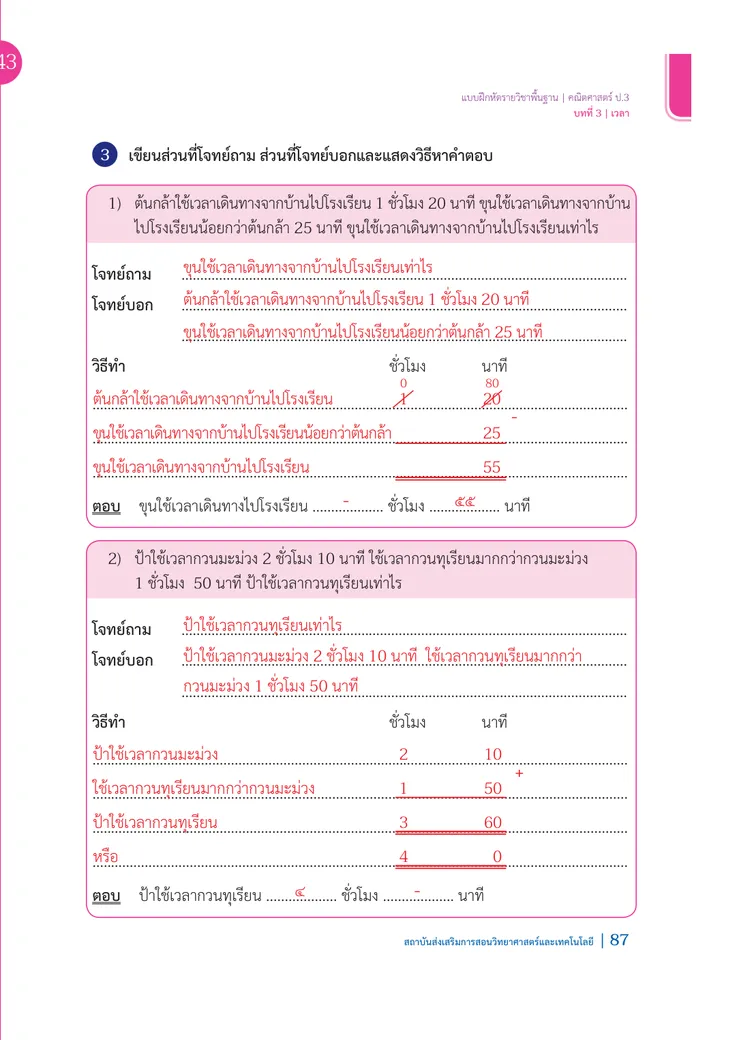 43
แบบฝึกหัดรายวิชาพื้นฐาน | คณิตศาสตร์ ป.3
บทที่ 3 | เวลา
3 เขียนส่วนที่โจทย์ถาม ส่วนที่โจทย์บอกและแสดงวิธีหาคำตอบ
1) ต้นกล้าใช้เวลาเดินทางจากบ้านไปโรงเรียน 1 ชั่วโมง 20 นาที ขุนใช้เวลาเดินทางจากบ้าน
ไปโรงเรียนน้อยกว่าต้นกล้า 25 นาที ขุนใช้เวลาเดินทางจากบ้านไปโรงเรียนเท่าไร
โจทย์ถาม ขุนใช้เวลาเดินทางจากบ้านไปโรงเรียนเท่าไร
โจทย์บอก ต้นกล้าใช้เวลาเดินทางจากบ้านไปโรงเรียน 1 ชั่วโมง 20 นาที
ขุนใช้เวลาเดินทางจากบ้านไปโรงเรียนน้อยกว่าต้นกล้า 25 นาที
วิธีทำ ชั่วโมง นาที
0 80
ต้นกล้าใช้เวลาเดินทางจากบ้านไปโรงเรียน 1 20
-
ขุนใช้เวลาเดินทางจากบ้านไปโรงเรียนน้อยกว่าต้นกล้า 25
ขุนใช้เวลาเดินทางจากบ้านไปโรงเรียน 55
ตอบ ขุนใช้เวลาเดินทางไปโรงเรียน ......-...... ชั่วโมง ......๕๕...... นาที
2) ป้าใช้เวลากวนมะม่วง 2 ชั่วโมง 10 นาที ใช้เวลากวนทุเรียนมากกว่ากวนมะม่วง
1 ชั่วโมง 50 นาที ป้าใช้เวลากวนทุเรียนเท่าไร
โจทย์ถาม ป้าใช้เวลากวนทุเรียนเท่าไร
โจทย์บอก ป้าใช้เวลากวนมะม่วง 2 ชั่วโมง 10 นาที ใช้เวลากวนทุเรียนมากกว่า
กวนมะม่วง 1 ชั่วโมง 50 นาที
วิธีทำ ชั่วโมง นาที
ป้าใช้เวลากวนมะม่วง 2 10
+
ใช้เวลากวนทุเรียนมากกว่ากวนมะม่วง 1 50
ป้าใช้เวลากวนทุเรียน 3 60
หรือ 4 0
ตอบ ป้าใช้เวลากวนทุเรียน ......๔...... ชั่วโมง ......-...... นาที
สถาบันส่งเสริมการสอนวิทยาศาสตร์และเทคโนโลยี | 87